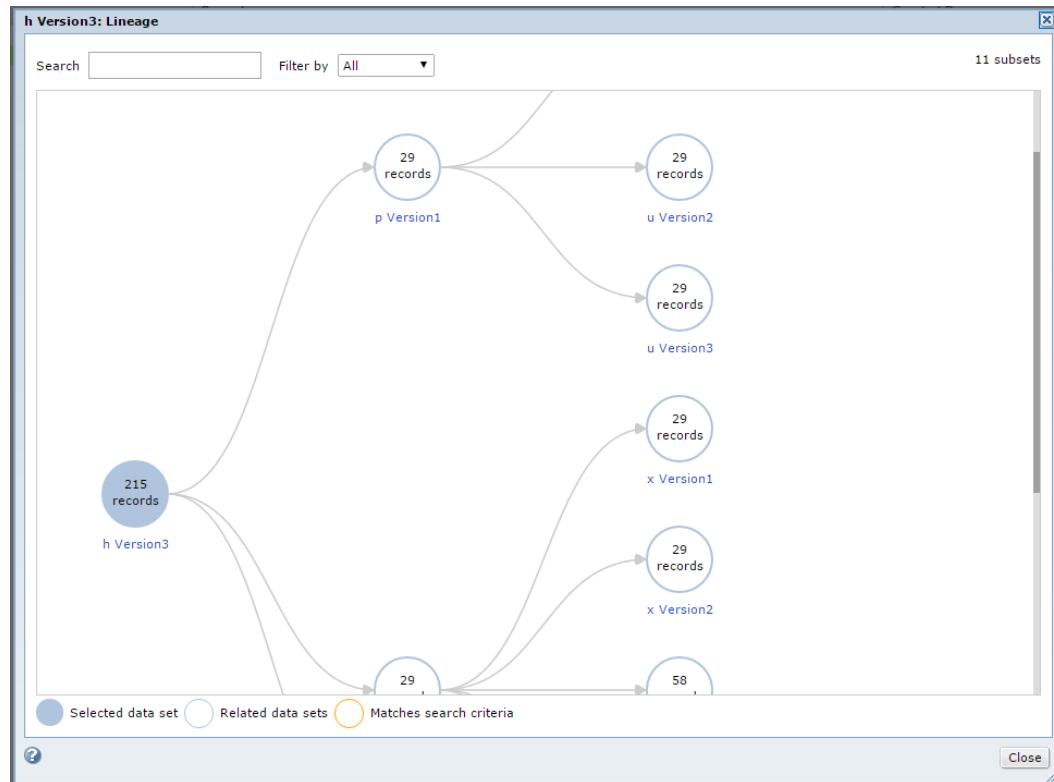 h Version3: Lineage
Search
Filter by All
11 subsets
29
records
p Version1
29
records
u Version2
29
records
u Version3
29
records
x Version1
215
records
h Version3
29
records
x Version2
29
58
Selected data set
Related data sets
Matches search criteria
Close